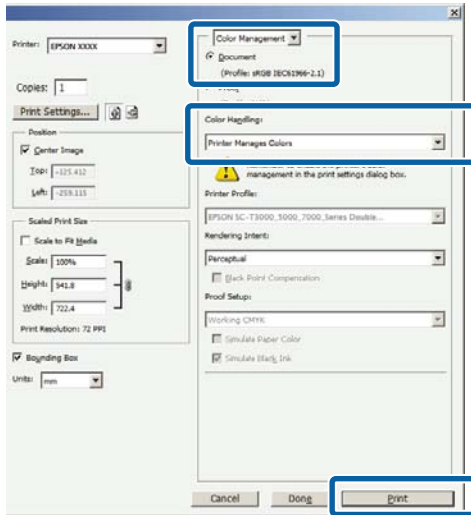 Printer: EPSON XXXX
Copies: 1
Print Settings...
Position
Center Image
Top: -125.412
Left: -259.115
Scaled Print Size
Scale to Fit Media
Scale: 100%
Height: 541.8
Width: 722.4
Print Resolution: 72 PPI
Bounding Box
Units: mm
Color Management
Document
(Profile: sRGB IEC61966-2.1)
Color Handling:
Printer Manages Colors
management in the print settings dialog box.
Printer Profile:
EPSON SC-T3000_5000_7000_Series Double...
Rendering Intent:
Perceptual
Black Point Compensation
Proof Setup:
Working CMYK
Simulate Paper Color
Simulate Black Ink
Cancel
Done
Print